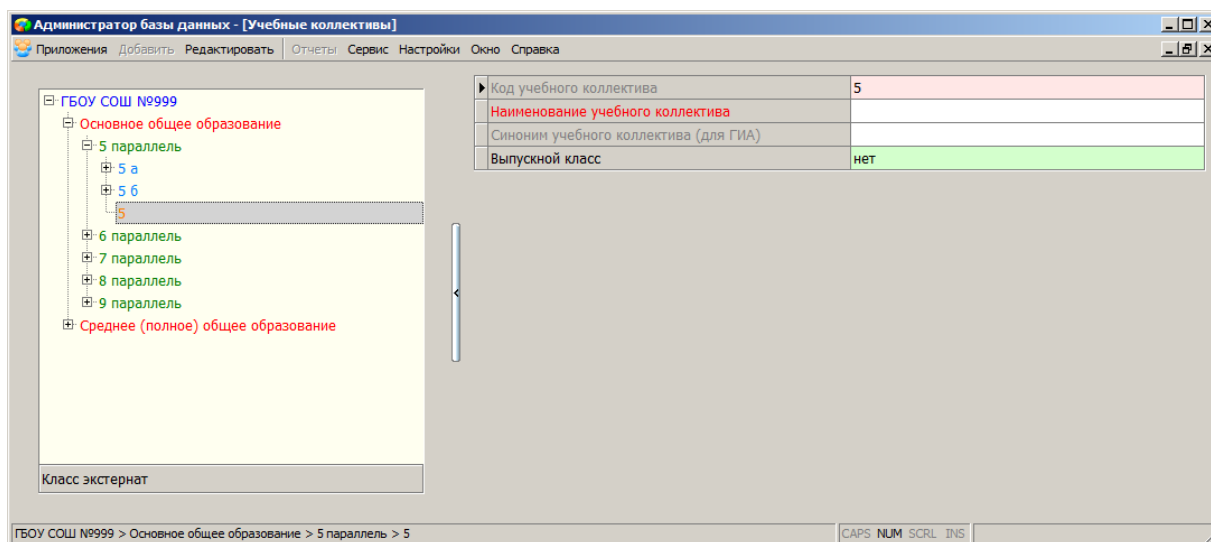 Администратор базы данных - [Учебные коллективы]
Приложения Добавить Редактировать Отчеты Сервис Настройки Окно Справка
ГБОУ СОШ №999
Основное общее образование
5 параллель
5 а
5 б
5
6 параллель
7 параллель
8 параллель
9 параллель
Среднее (полное) общее образование
Класс экстернат
Код учебного коллектива 5
Наименование учебного коллектива
Синоним учебного коллектива (для ГИА)
Выпускной класс нет
ГБОУ СОШ №999 > Основное общее образование > 5 параллель > 5 CAPS NUM SCRL INS